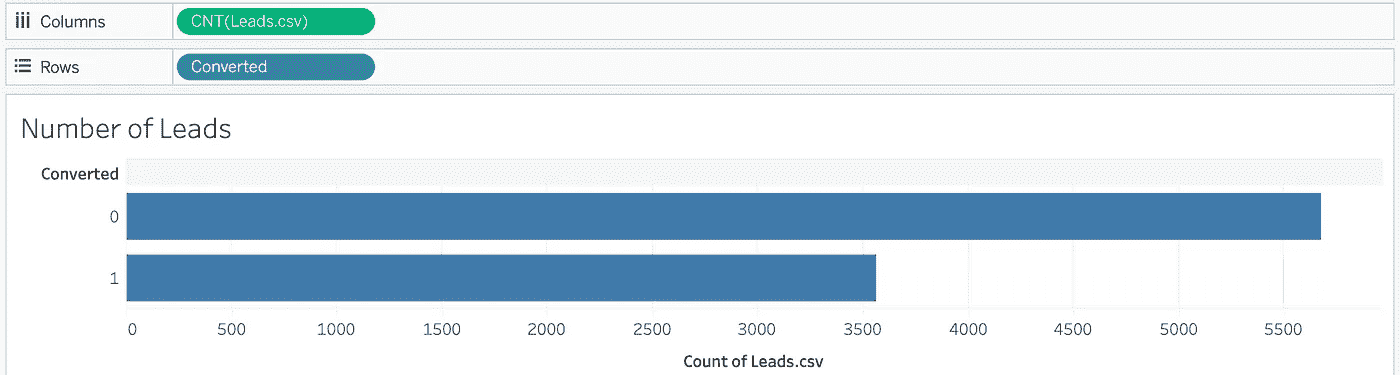 Columns CNT(Leads.csv)
Rows Converted
Number of Leads
Converted
0
1
0 500 1000 1500 2000 2500 3000 3500 4000 4500 5000 5500
Count of Leads.csv